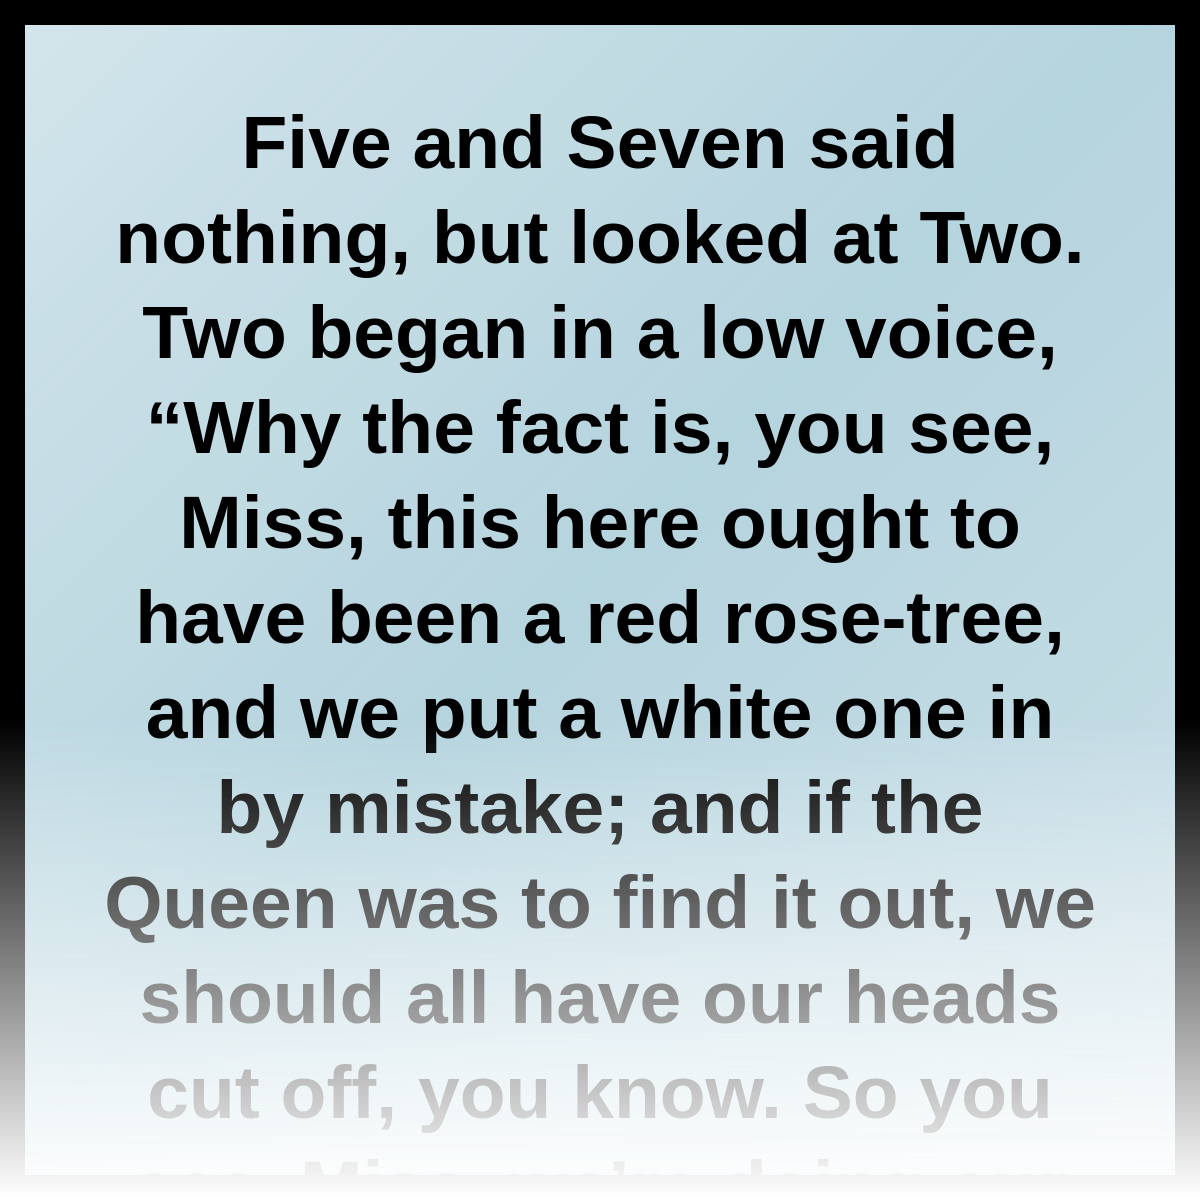 Five and Seven said
nothing, but looked at Two.
Two began in a low voice,
“Why the fact is, you see,
Miss, this here ought to
have been a red rose-tree,
and we put a white one in
by mistake; and if the
Queen was to find it out, we
should all have our heads
cut off, you know. So you